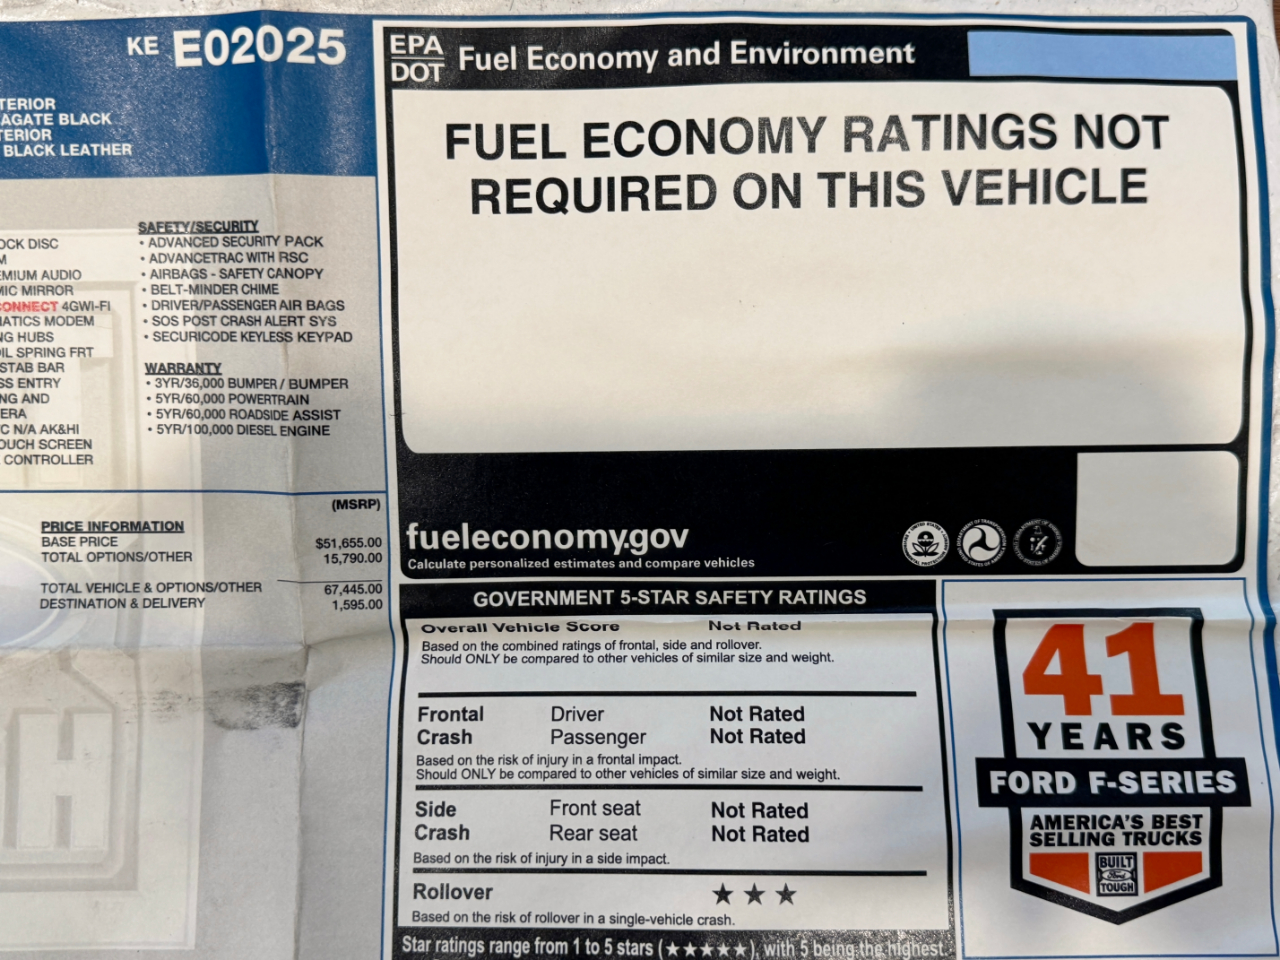 KE E02025
TERIOR
AGATE BLACK
TERIOR
BLACK LEATHER
OCK DISC
M
EMIUM AUDIO
MIC MIRROR
CONNECT 4GWI-FI
IATICS MODEM
NG HUBS
OIL SPRING FRT
STAB BAR
SS ENTRY
NG AND
ERA
C N/A AK&HI
OUCH SCREEN
CONTROLLER
SAFETY/SECURITY
• ADVANCED SECURITY PACK
• ADVANCETRAC WITH RSC
• AIRBAGS - SAFETY CANOPY
• BELT-MINDER CHIME
• DRIVER/PASSENGER AIR BAGS
• SOS POST CRASH ALERT SYS
• SECURICODE KEYLESS KEYPAD
WARRANTY
• 3YR/36,000 BUMPER / BUMPER
• 5YR/60,000 POWERTRAIN
• 5YR/60,000 ROADSIDE ASSIST
• 5YR/100,000 DIESEL ENGINE
(MSRP)
PRICE INFORMATION
BASE PRICE $51,655.00
TOTAL OPTIONS/OTHER 15,790.00
TOTAL VEHICLE & OPTIONS/OTHER 67,445.00
DESTINATION & DELIVERY 1,595.00
EPA
DOT
Fuel Economy and Environment
FUEL ECONOMY RATINGS NOT
REQUIRED ON THIS VEHICLE
fueleconomy.gov
Calculate personalized estimates and compare vehicles
GOVERNMENT 5-STAR SAFETY RATINGS
Overall Vehicle Score Not Rated
Based on the combined ratings of frontal, side and rollover.
Should ONLY be compared to other vehicles of similar size and weight.
Frontal Driver Not Rated
Crash Passenger Not Rated
Based on the risk of injury in a frontal impact.
Should ONLY be compared to other vehicles of similar size and weight.
Side Front seat Not Rated
Crash Rear seat Not Rated
Based on the risk of injury in a side impact.
Rollover ★ ★ ★
Based on the risk of rollover in a single-vehicle crash.
Star ratings range from 1 to 5 stars (★★★★★), with 5 being the highest.
41
YEARS
FORD F-SERIES
AMERICA'S BEST
SELLING TRUCKS
BUILT
Ford
TOUGH